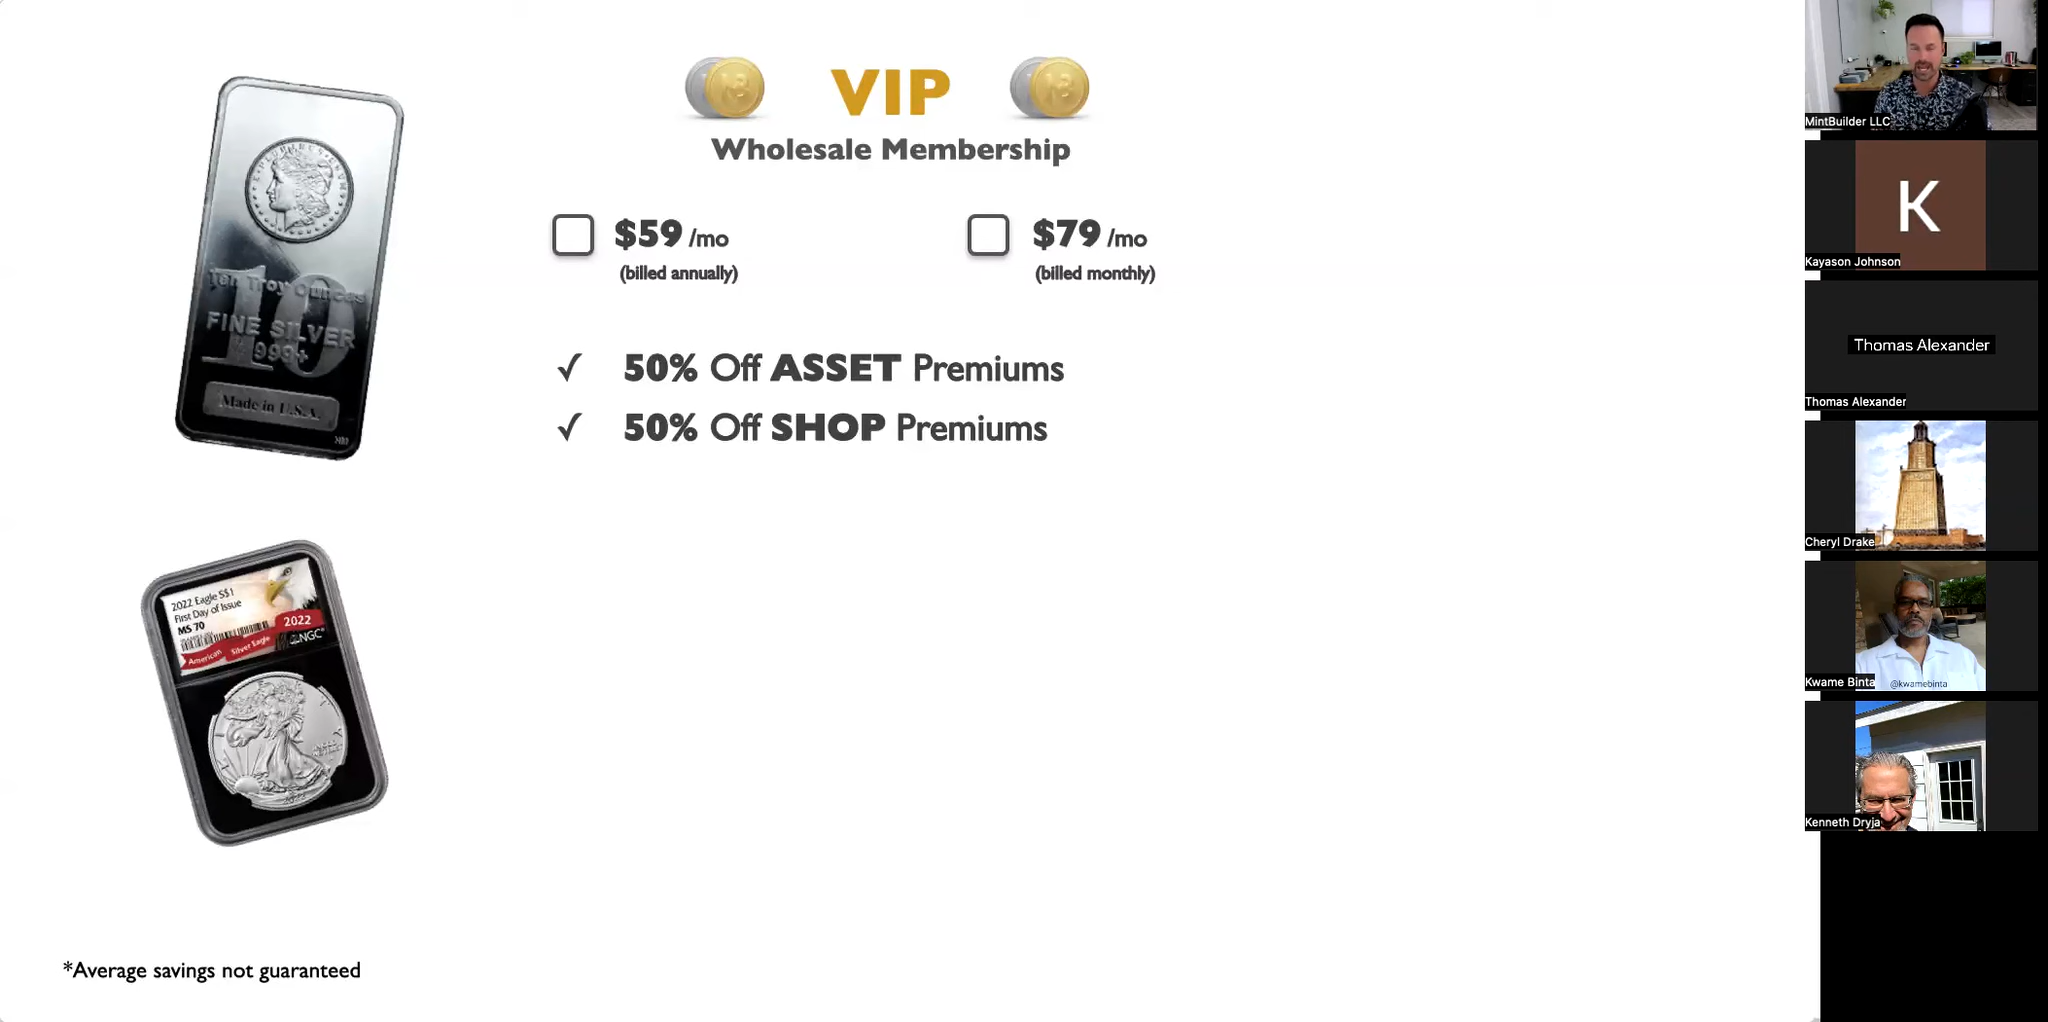 VIP
Wholesale Membership
$59 /mo
(billed annually)
$79 /mo
(billed monthly)
✓ 50% Off ASSET Premiums
✓ 50% Off SHOP Premiums
Ten Troy Ounces
10
FINE SILVER
999+
Made in U.S.A.
2022 Eagle S$1
First Day of Issue
MS 70
2022
NGC
American Silver Eagle
*Average savings not guaranteed
MintBuilder LLC
K
Kayason Johnson
Thomas Alexander
Thomas Alexander
Cheryl Drake
Kwame Binta
@kwamebinta
Kenneth Dryja